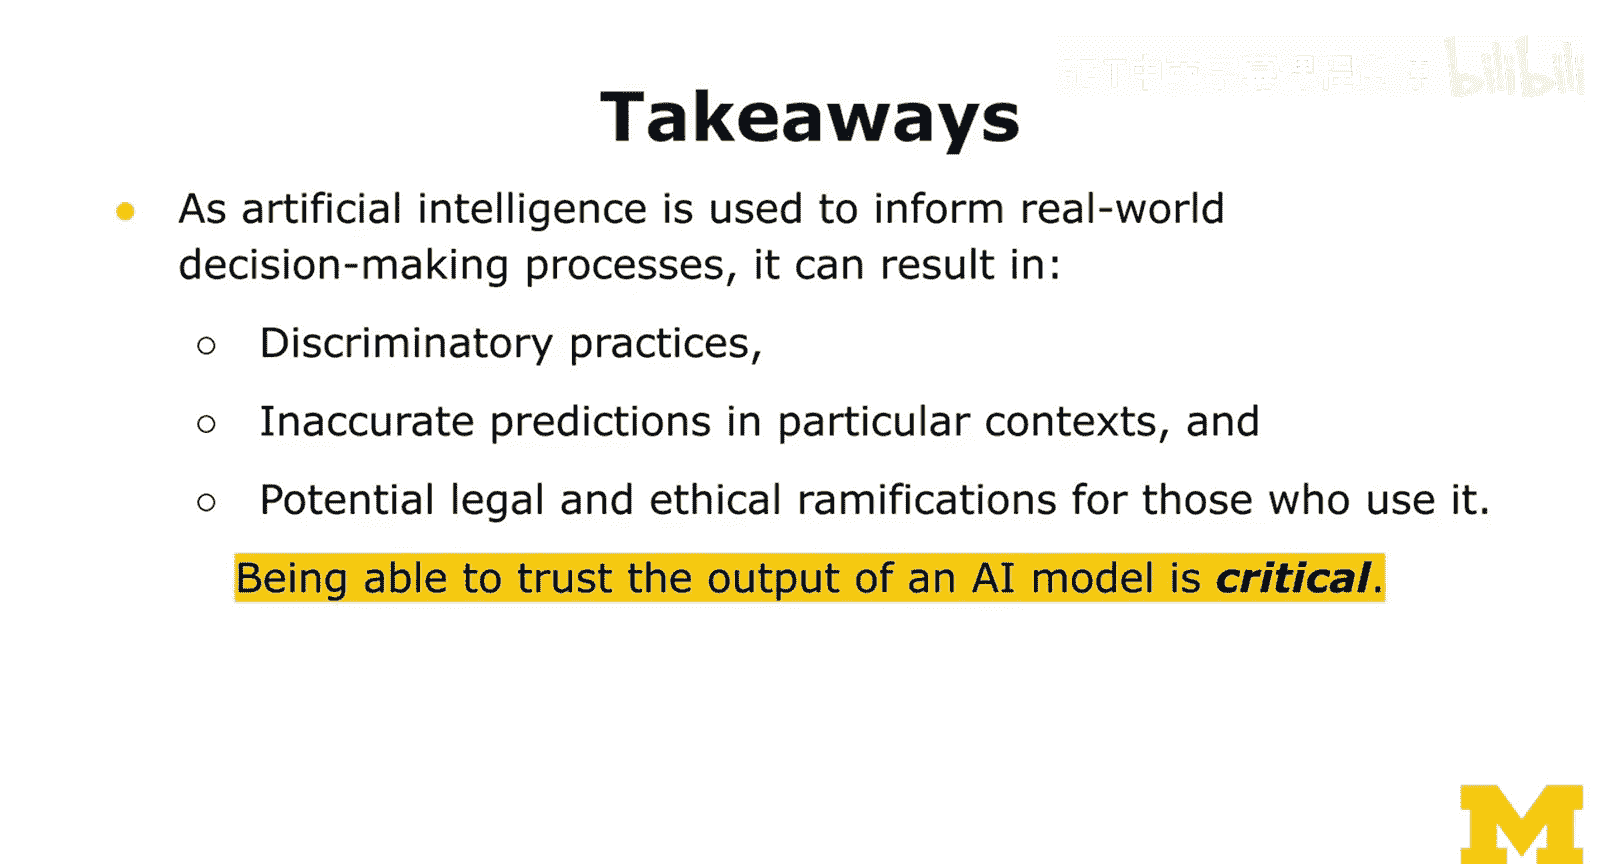 bilibili
Takeaways
As artificial intelligence is used to inform real-world
decision-making processes, it can result in:
Discriminatory practices,
Inaccurate predictions in particular contexts, and
Potential legal and ethical ramifications for those who use it.
Being able to trust the output of an AI model is critical.
M